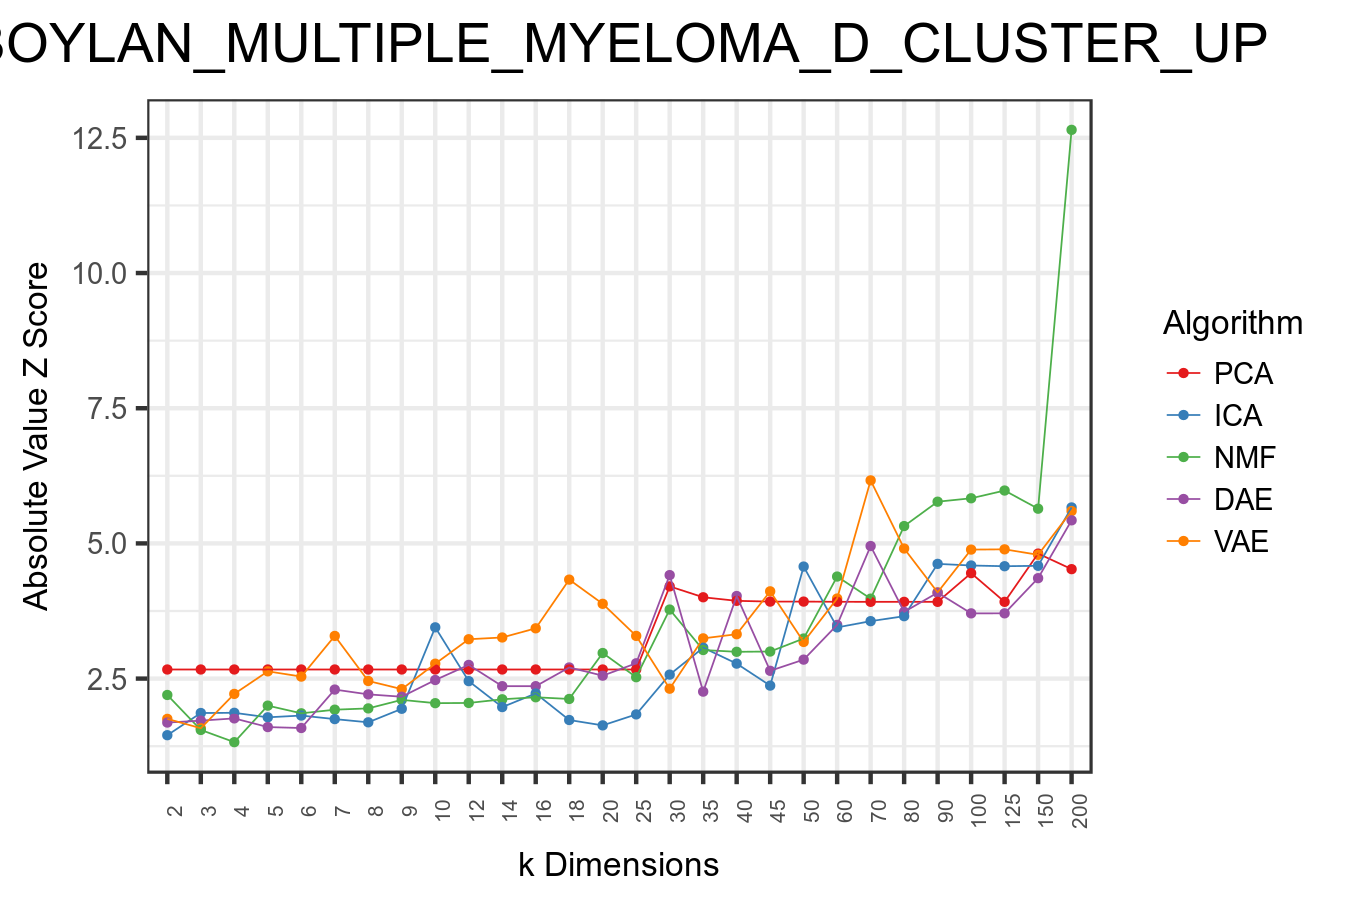 BOYLAN_MULTIPLE_MYELOMA_D_CLUSTER_UP
12.5
10.0
7.5
5.0
2.5
Absolute Value Z Score
2 3 4 5 6 7 8 9 10 12 14 16 18 20 25 30 35 40 45 50 60 70 80 90 100 125 150 200
k Dimensions
Algorithm
PCA
ICA
NMF
DAE
VAE